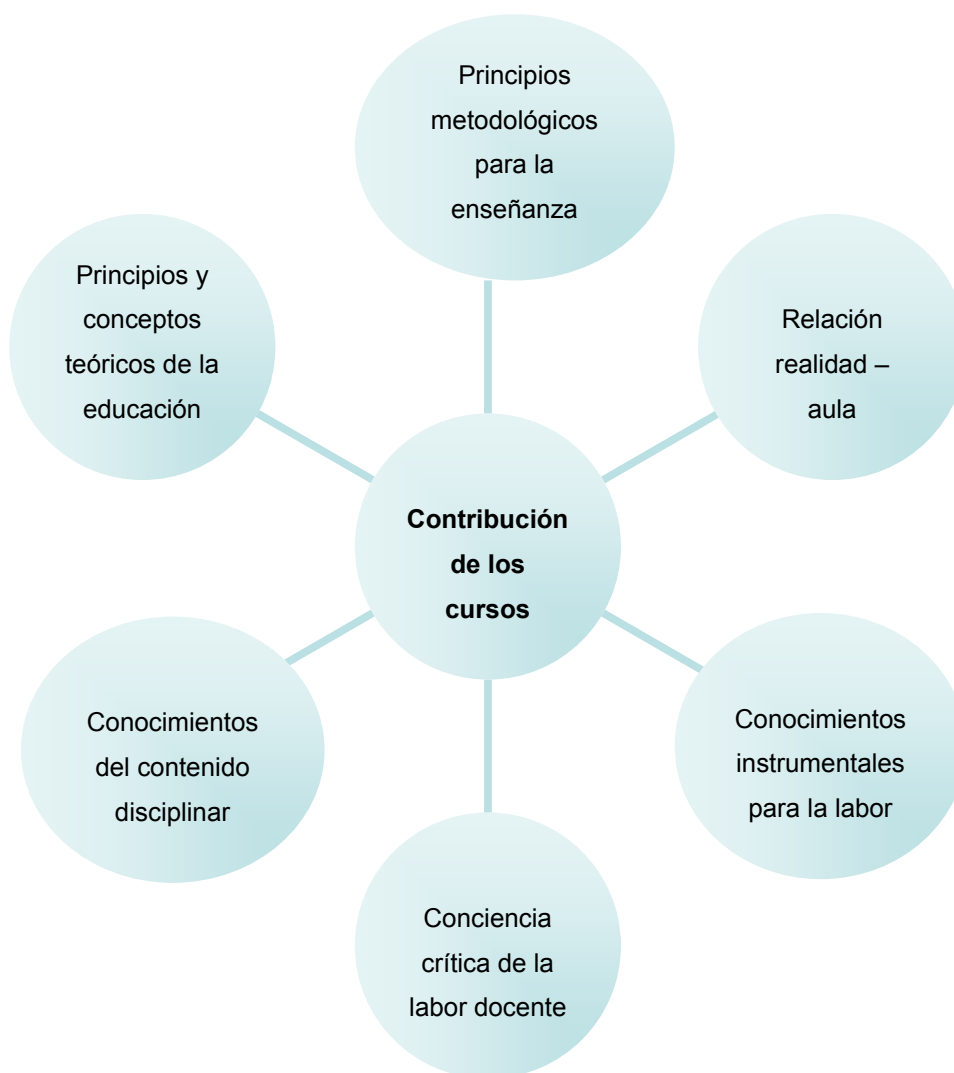 Principios
metodológicos
para la
enseñanza
Principios y
conceptos
teóricos de la
educación
Relación
realidad –
aula
Contribución
de los
cursos
Conocimientos
del contenido
disciplinar
Conocimientos
instrumentales
para la labor
Conciencia
crítica de la
labor docente